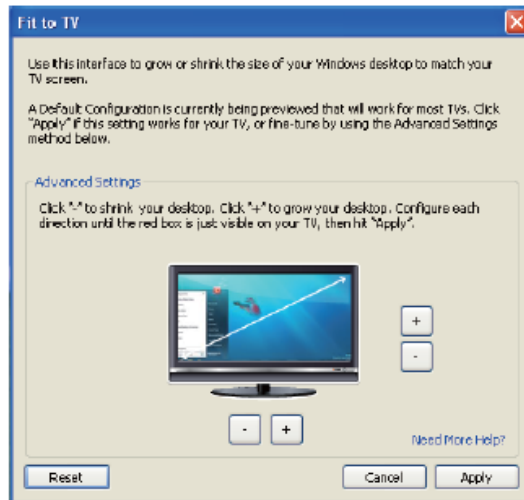 Fit to TV
Use this interface to grow or shrink the size of your Windows desktop to match your
TV screen.
A Default Configuration is currently being previewed that will work for most TVs. Click
"Apply" if this setting works for your TV, or fine-tune by using the Advanced Settings
method below.
Advanced Settings
Click "-" to shrink your desktop. Click "+" to grow your desktop. Configure each
direction until the red box is just visible on your TV, then hit "Apply".
+
-
- +
Need More Help?
Reset Cancel Apply